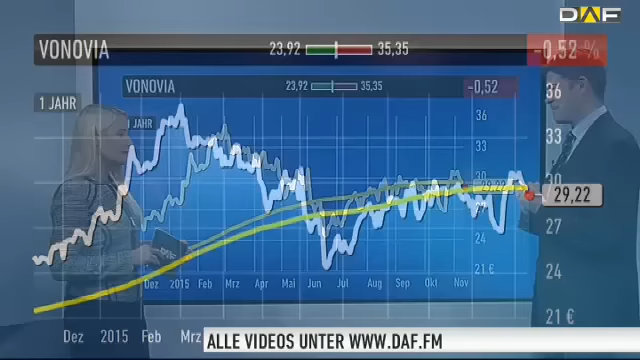 DAF
VONOVIA 23,92 35,35 -0,52 %
VONOVIA 23,92 35,35 -0,52
1 JAHR
1 JAHR
36
33
30
29,22
27
24
21 €
36
33
30
29,22
27
24
21 €
Dez 2015 Feb Mrz Apr Mai Jun Jul Aug Sep Okt Nov
Dez 2015 Feb Mrz
ALLE VIDEOS UNTER WWW.DAF.FM